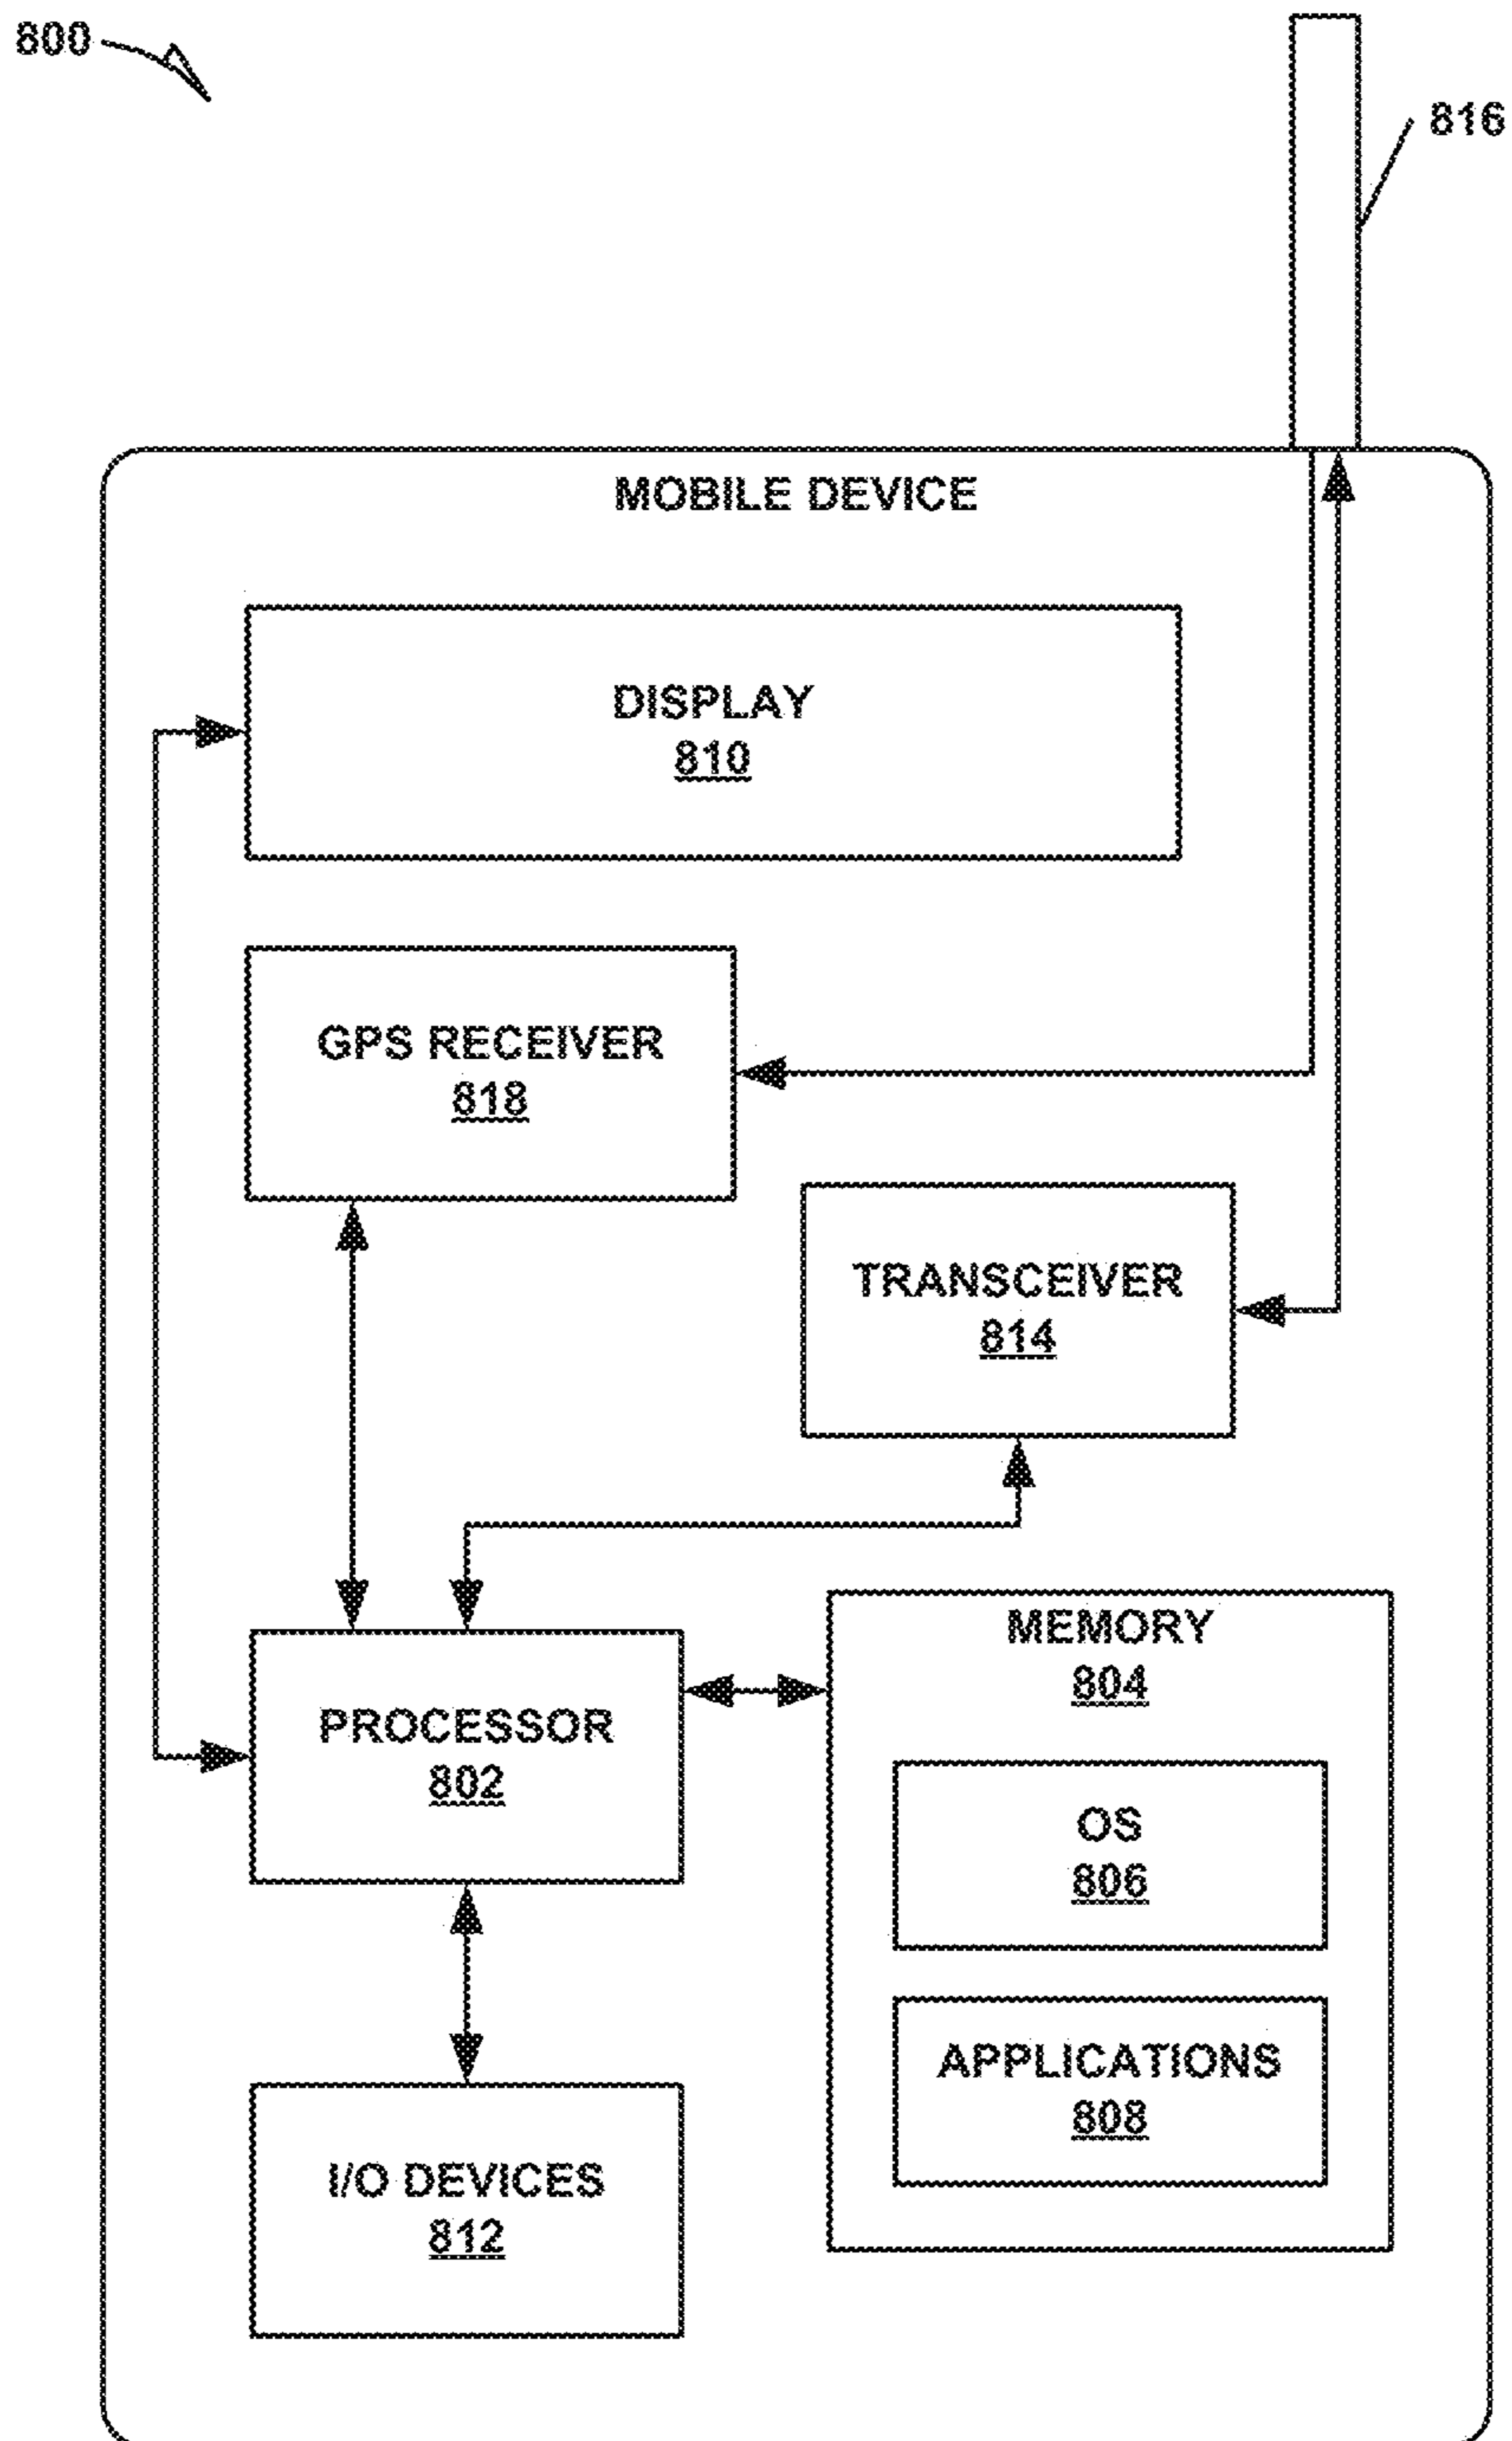 800
816
MOBILE DEVICE
DISPLAY
810
GPS RECEIVER
818
TRANSCEIVER
814
PROCESSOR
802
MEMORY
804
OS
806
APPLICATIONS
808
I/O DEVICES
812